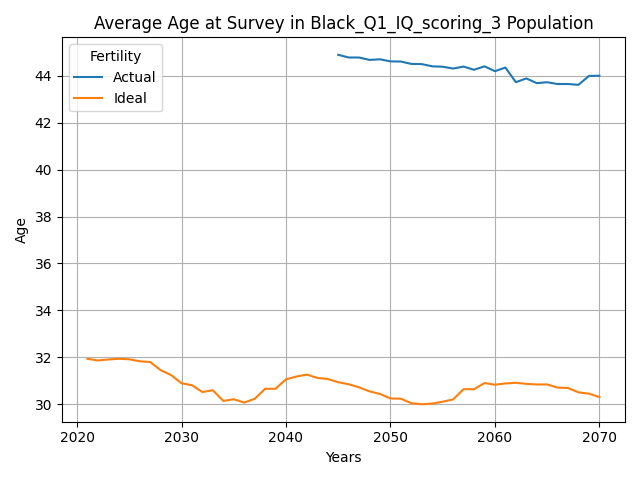 Average Age at Survey in Black_Q1_IQ_scoring_3 Population
Fertility
Actual
Ideal
Age
44
42
40
38
36
34
32
30
2020
2030
2040
2050
2060
2070
Years